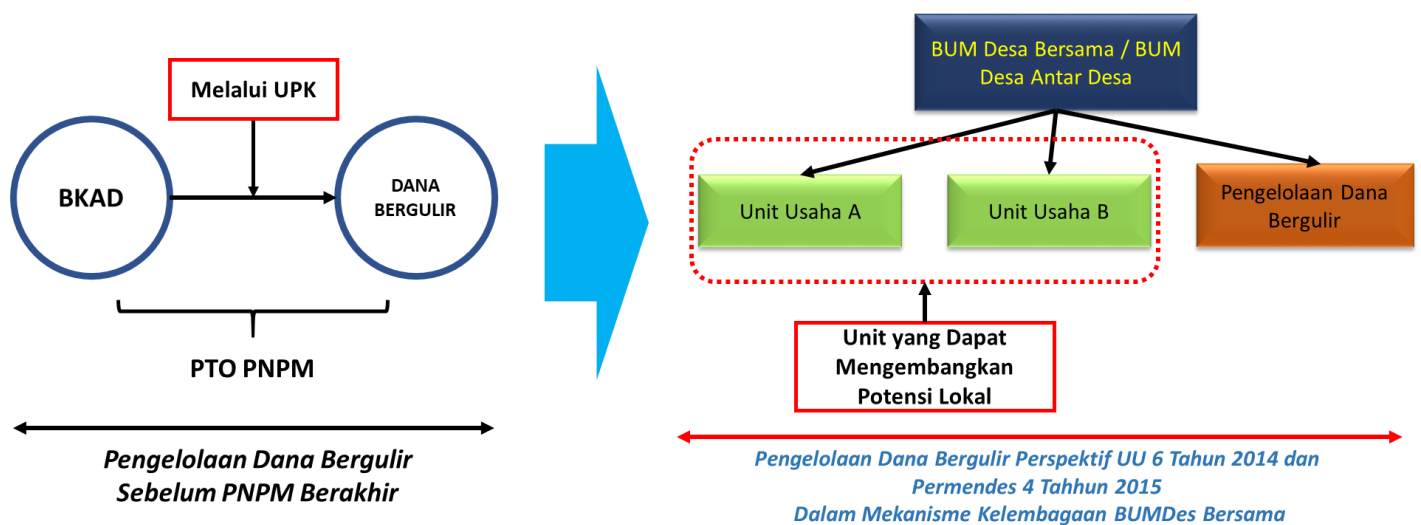 Melalui UPK
BKAD
DANA
BERGULIR
PTO PNPM
Pengelolaan Dana Bergulir
Sebelum PNPM Berakhir
BUM Desa Bersama / BUM
Desa Antar Desa
Unit Usaha A
Unit Usaha B
Pengelolaan Dana
Bergulir
Unit yang Dapat
Mengembangkan
Potensi Lokal
Pengelolaan Dana Bergulir Perspektif UU 6 Tahun 2014 dan
Permendes 4 Tahhun 2015
Dalam Mekanisme Kelembagaan BUMDes Bersama